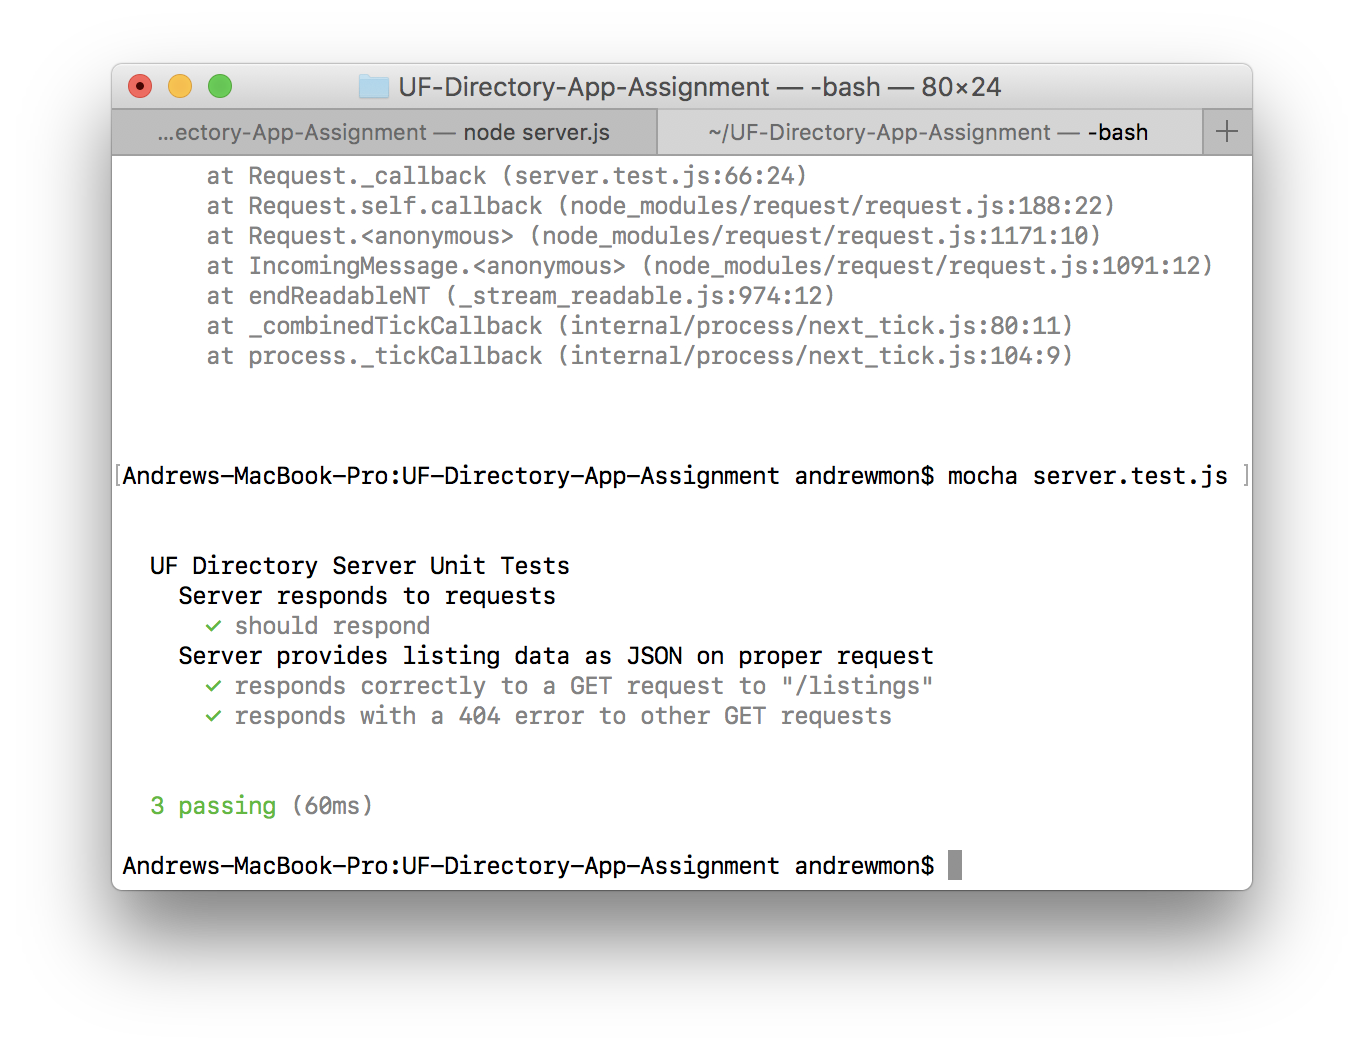 UF-Directory-App-Assignment — -bash — 80×24
...ectory-App-Assignment — node server.js
~/UF-Directory-App-Assignment — -bash
+
at Request._callback (server.test.js:66:24)
at Request.self.callback (node_modules/request/request.js:188:22)
at Request.<anonymous> (node_modules/request/request.js:1171:10)
at IncomingMessage.<anonymous> (node_modules/request/request.js:1091:12)
at endReadableNT (_stream_readable.js:974:12)
at _combinedTickCallback (internal/process/next_tick.js:80:11)
at process._tickCallback (internal/process/next_tick.js:104:9)
[Andrews-MacBook-Pro:UF-Directory-App-Assignment andrewmon$ mocha server.test.js ]
UF Directory Server Unit Tests
Server responds to requests
✓ should respond
Server provides listing data as JSON on proper request
✓ responds correctly to a GET request to "/listings"
✓ responds with a 404 error to other GET requests
3 passing (60ms)
Andrews-MacBook-Pro:UF-Directory-App-Assignment andrewmon$